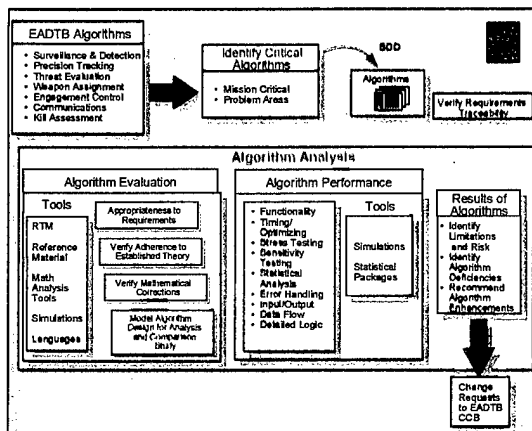 EADTB Algorithms
• Surveillance & Detection
• Precision Tracking
• Threat Evaluation
• Weapon Assignment
• Engagement Control
• Communications
• Kill Assessment
Identify Critical
Algorithms
• Mission Critical
• Problem Areas
SDD
Algorithms
Verify Requirements
Traceability
Algorithm Analysis
Algorithm Evaluation
Tools
RTM
Reference
Material
Math
Analysis
Tools
Simulations
Languages
Appropriateness to
Requirements
Verify Adherence to
Established Theory
Verify Mathematical
Corrections
Model Algorithm
Design for Analysis
and Comparison
Study
Algorithm Performance
• Functionality
• Timing/
Optimizing
• Stress Testing
• Sensitivity
Testing
• Statistical
Analysis
• Error Handling
• Input/Output
• Data Flow
• Detailed Logic
Tools
Simulations
Statistical
Packages
Results of
Algorithms
• Identify
Limitations
and Risk
• Identify
Algorithm
Deficiencies
• Recommend
Algorithm
Enhancements
Change
Requests
to EADTB
CCB